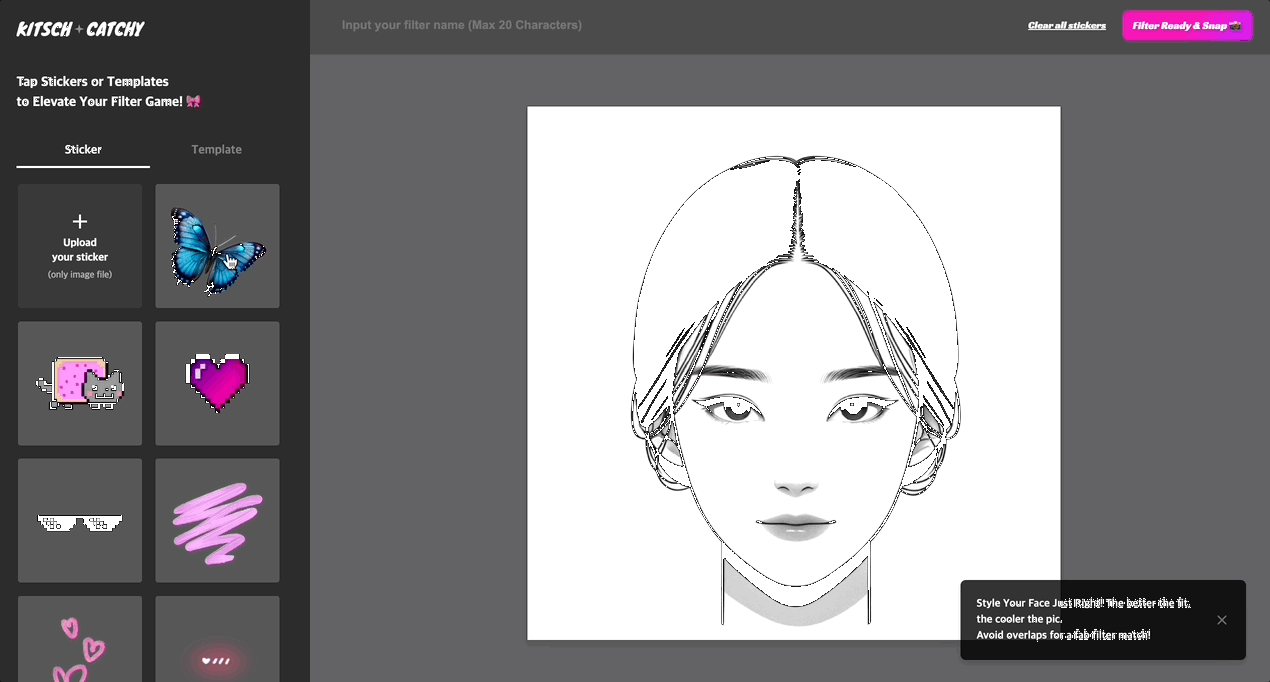 KITSCH + CATCHY
Input your filter name (Max 20 Characters)
Clear all stickers
Filter Ready & Snap
Tap Stickers or Templates
to Elevate Your Filter Game!
Sticker
Template
Upload
your sticker
(only image file)
Style Your Face Just Right! The better the fit,
the cooler the pic.
Avoid overlaps for a fab filter match!